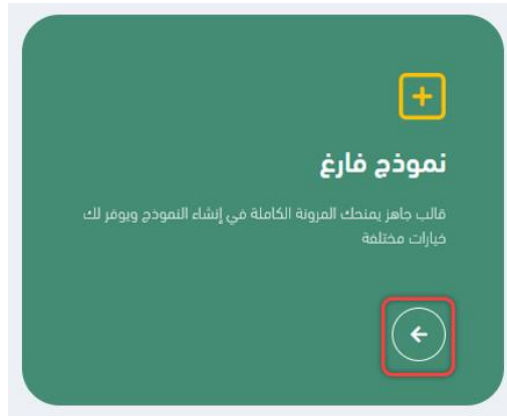 نموذج فارغ
قالب جاهز يمنحك المرونة الكاملة في إنشاء النموذج ويوفر لك
خيارات مختلفة